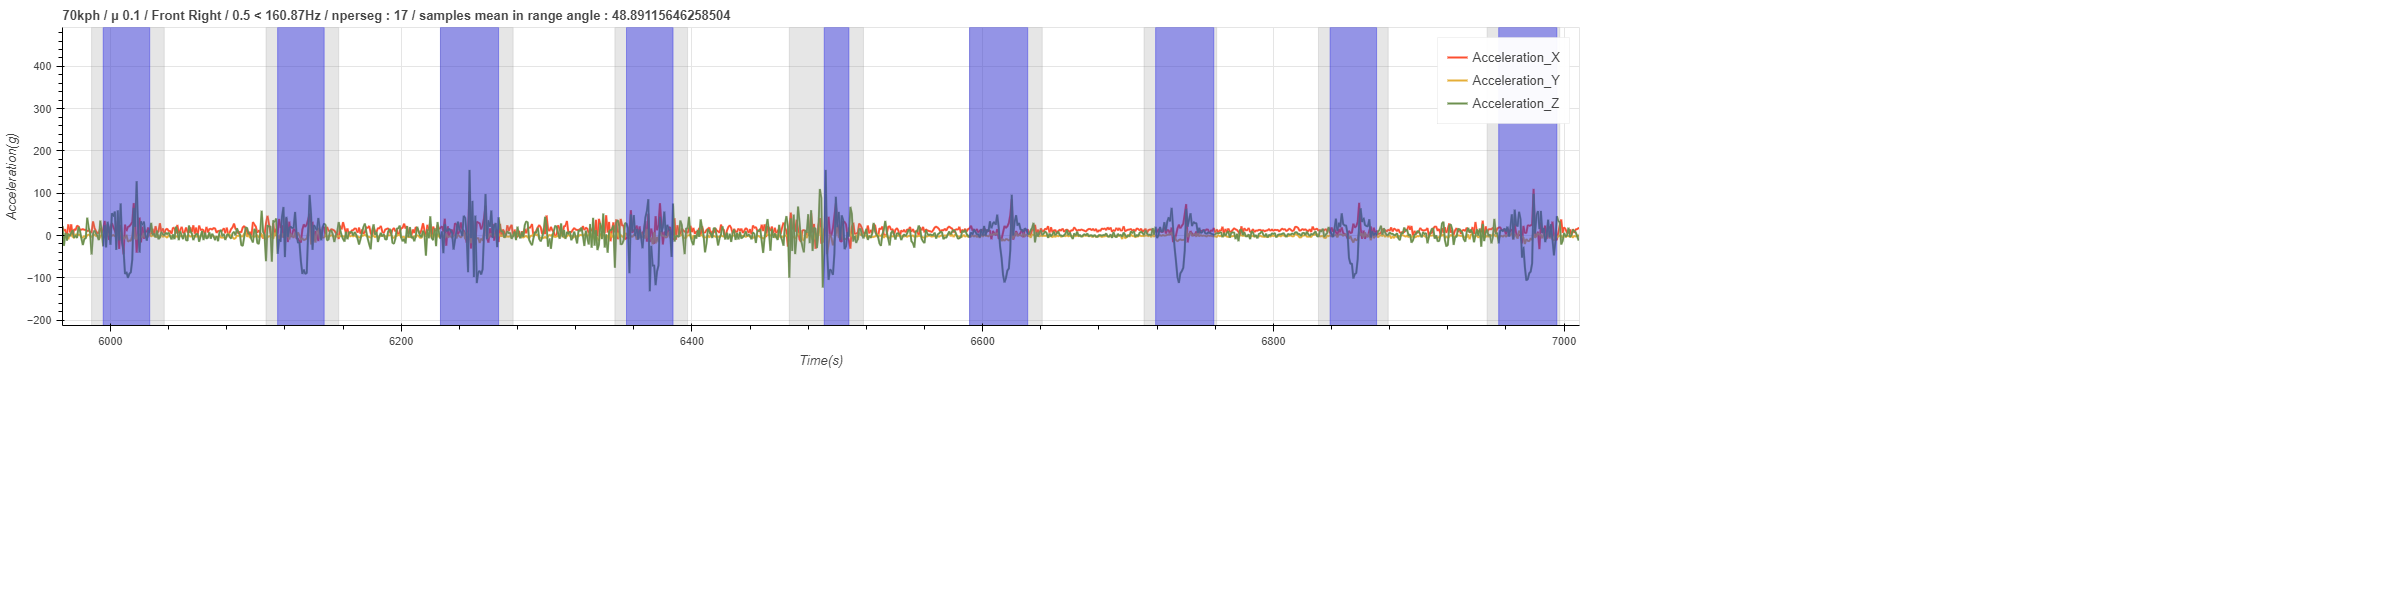 70kph / μ 0.1 / Front Right / 0.5 < 160.87Hz / nperseg : 17 / samples mean in range angle : 48.89115646258504
Acceleration_X
Acceleration_Y
Acceleration_Z
Acceleration(g)
400
300
200
100
0
−100
−200
6000
6200
6400
6600
6800
7000
Time(s)